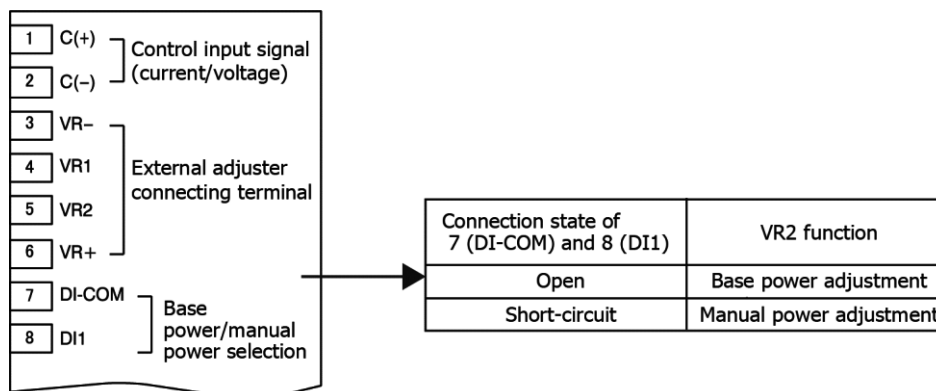 1 C(+)
2 C(−)
Control input signal
(current/voltage)
3 VR−
4 VR1
5 VR2
6 VR+
External adjuster
connecting terminal
7 DI-COM
8 DI1
Base
power/manual
power selection
Connection state of
7 (DI-COM) and 8 (DI1)
VR2 function
Open
Base power adjustment
Short-circuit
Manual power adjustment